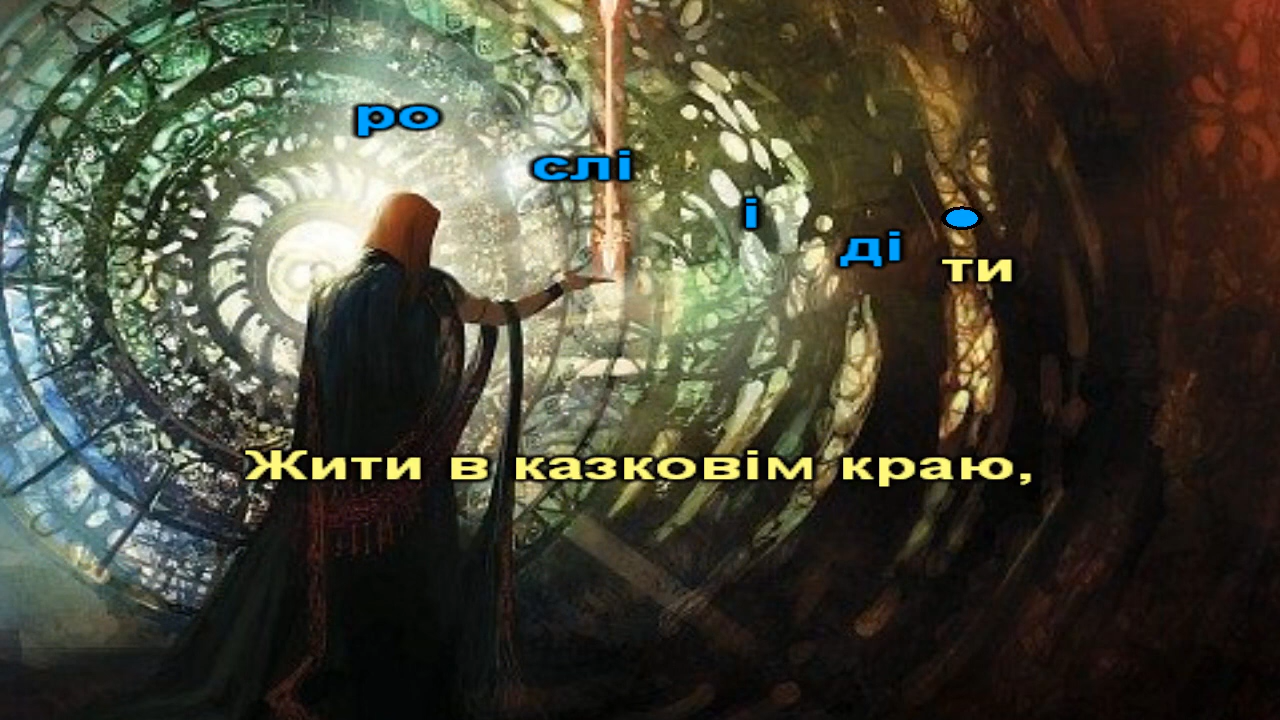 ро слі і ді ти
Жити в казковім краю,